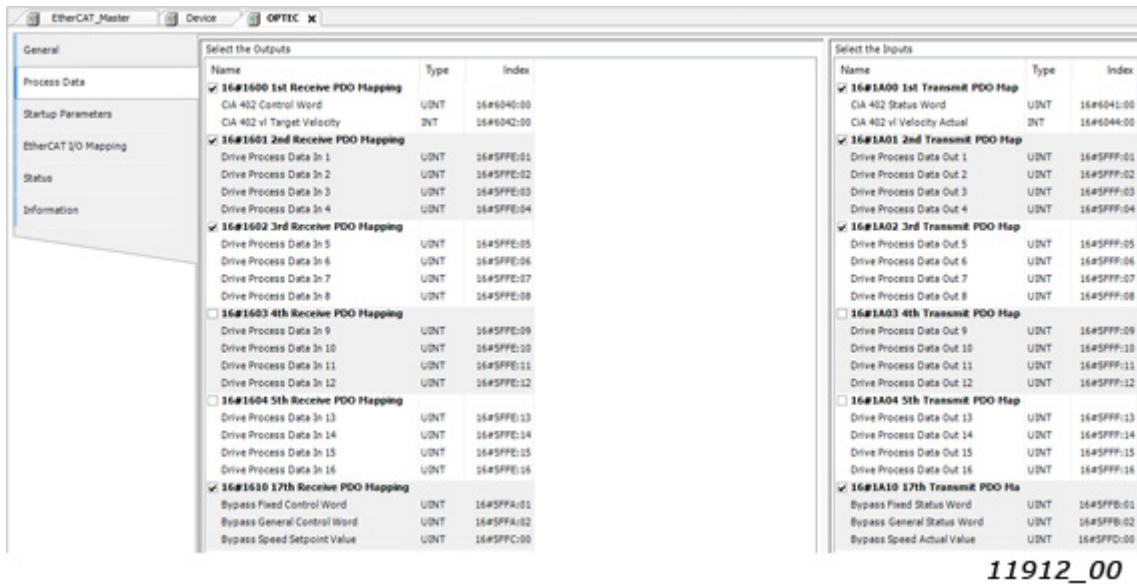 EtherCAT_Master Device OPTEC
General
Process Data
Startup Parameters
EtherCAT I/O Mapping
Status
Information
Select the Outputs
Name Type Index
16#1600 1st Receive PDO Mapping
CiA 402 Control Word UINT 16#6040:00
CiA 402 vl Target Velocity INT 16#6042:00
16#1601 2nd Receive PDO Mapping
Drive Process Data In 1 UINT 16#5FFE:01
Drive Process Data In 2 UINT 16#5FFE:02
Drive Process Data In 3 UINT 16#5FFE:03
Drive Process Data In 4 UINT 16#5FFE:04
16#1602 3rd Receive PDO Mapping
Drive Process Data In 5 UINT 16#5FFE:05
Drive Process Data In 6 UINT 16#5FFE:06
Drive Process Data In 7 UINT 16#5FFE:07
Drive Process Data In 8 UINT 16#5FFE:08
16#1603 4th Receive PDO Mapping
Drive Process Data In 9 UINT 16#5FFE:09
Drive Process Data In 10 UINT 16#5FFE:10
Drive Process Data In 11 UINT 16#5FFE:11
Drive Process Data In 12 UINT 16#5FFE:12
16#1604 5th Receive PDO Mapping
Drive Process Data In 13 UINT 16#5FFE:13
Drive Process Data In 14 UINT 16#5FFE:14
Drive Process Data In 15 UINT 16#5FFE:15
Drive Process Data In 16 UINT 16#5FFE:16
16#1610 17th Receive PDO Mapping
Bypass Fixed Control Word UINT 16#5FFA:01
Bypass General Control Word UINT 16#5FFA:02
Bypass Speed Setpoint Value UINT 16#5FFC:00
Select the Inputs
Name Type Index
16#1A00 1st Transmit PDO Map
CiA 402 Status Word UINT 16#6041:00
CiA 402 vl Velocity Actual INT 16#6044:00
16#1A01 2nd Transmit PDO Map
Drive Process Data Out 1 UINT 16#5FFF:01
Drive Process Data Out 2 UINT 16#5FFF:02
Drive Process Data Out 3 UINT 16#5FFF:03
Drive Process Data Out 4 UINT 16#5FFF:04
16#1A02 3rd Transmit PDO Map
Drive Process Data Out 5 UINT 16#5FFF:05
Drive Process Data Out 6 UINT 16#5FFF:06
Drive Process Data Out 7 UINT 16#5FFF:07
Drive Process Data Out 8 UINT 16#5FFF:08
16#1A03 4th Transmit PDO Map
Drive Process Data Out 9 UINT 16#5FFF:09
Drive Process Data Out 10 UINT 16#5FFF:10
Drive Process Data Out 11 UINT 16#5FFF:11
Drive Process Data Out 12 UINT 16#5FFF:12
16#1A04 5th Transmit PDO Map
Drive Process Data Out 13 UINT 16#5FFF:13
Drive Process Data Out 14 UINT 16#5FFF:14
Drive Process Data Out 15 UINT 16#5FFF:15
Drive Process Data Out 16 UINT 16#5FFF:16
16#1A10 17th Transmit PDO Ma
Bypass Fixed Status Word UINT 16#5FFB:01
Bypass General Status Word UINT 16#5FFB:02
Bypass Speed Actual Value UINT 16#5FFD:00
11912_00